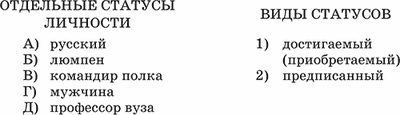 ОТДЕЛЬНЫЕ СТАТУСЫ
ЛИЧНОСТИ
А) русский
Б) люмпен
В) командир полка
Г) мужчина
Д) профессор вуза
ВИДЫ СТАТУСОВ
1) достигаемый
(приобретаемый)
2) предписанный